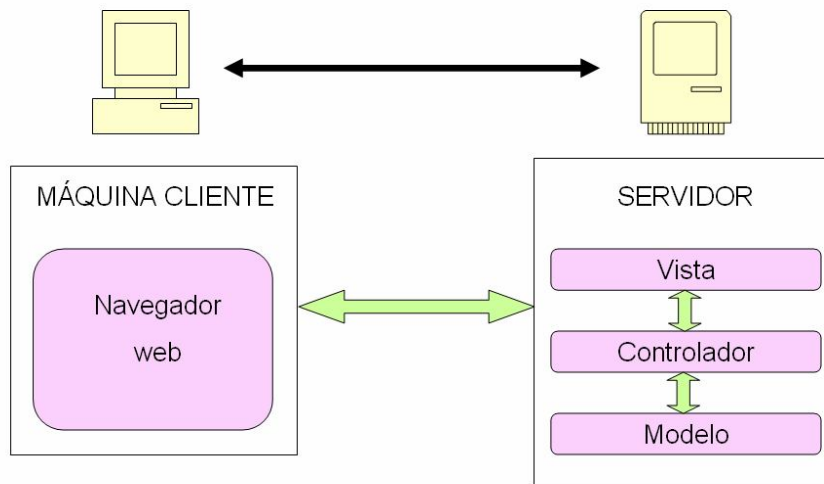 MÁQUINA CLIENTE
Navegador
web
SERVIDOR
Vista
Controlador
Modelo